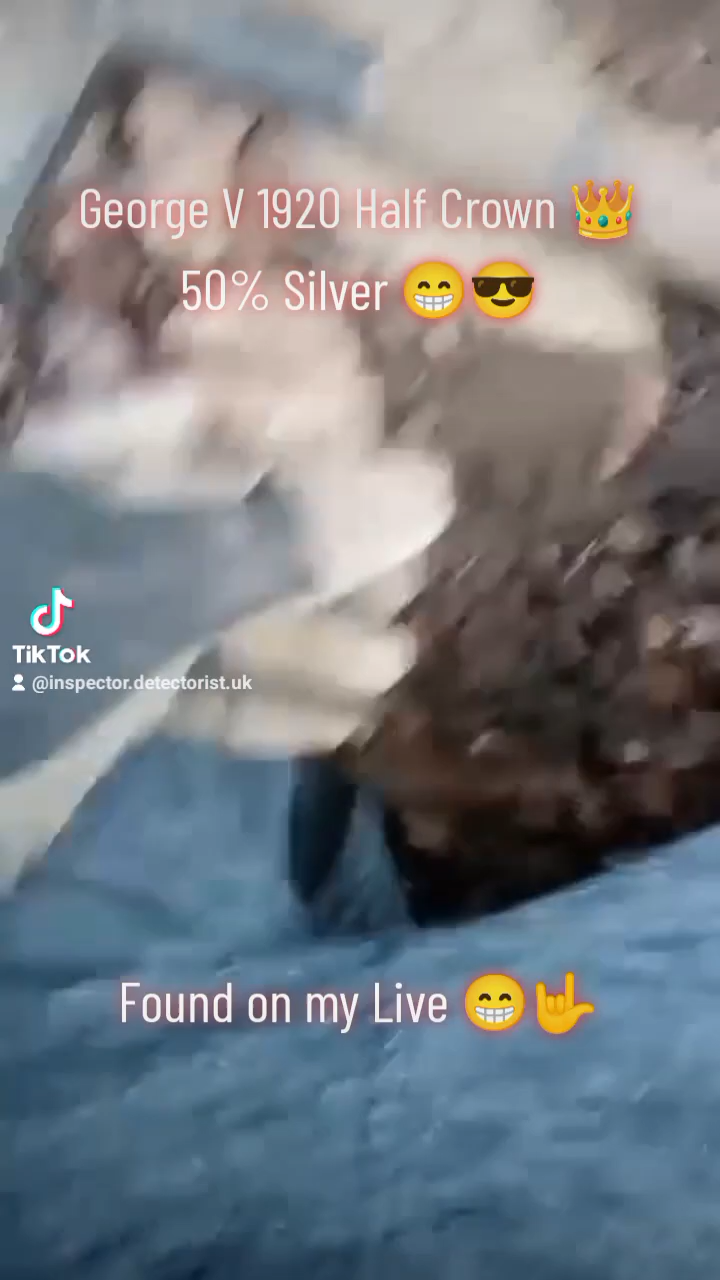 George V 1920 Half Crown 👑
50% Silver 😁😎
TikTok
@inspector.detectorist.uk
Found on my Live 😁🤟